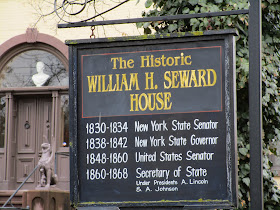 The Historic
WILLIAM H. SEWARD
HOUSE
1830-1834 New York State Senator
1838-1842 New York State Governor
1848-1860 United States Senator
1860-1868 Secretary of State
Under Presidents A. Lincoln
& A. Johnson